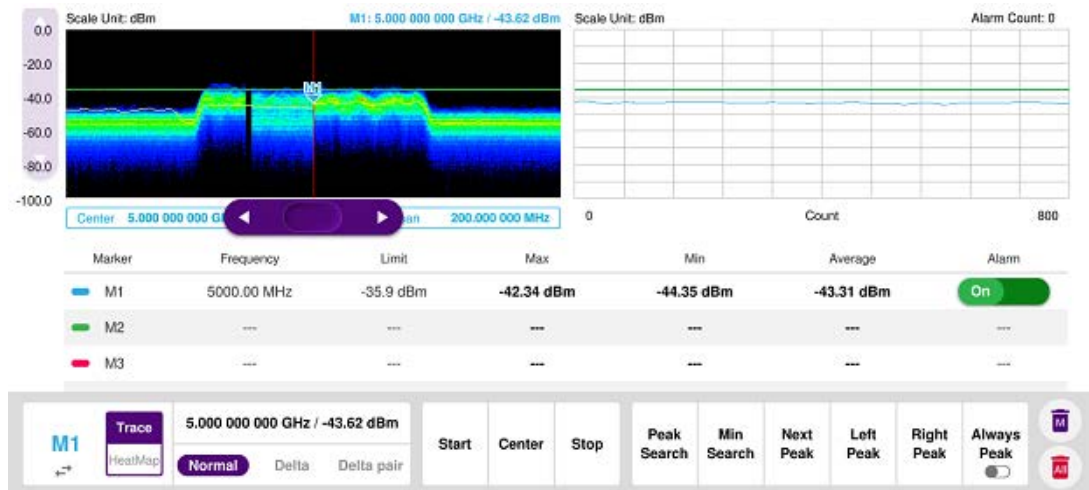 Scale Unit: dBm M1: 5.000 000 000 GHz / -43.62 dBm Scale Unit: dBm Alarm Count: 0
0.0
-20.0
-40.0
-60.0
-80.0
-100.0
M1
Center 5.000 000 000 G an 200.000 000 MHz 0 Count 800
Marker Frequency Limit Max Min Average Alarm
M1 5000.00 MHz -35.9 dBm -42.34 dBm -44.35 dBm -43.31 dBm On
M2 --- --- --- --- --- ---
M3 --- --- --- --- --- ---
M1 Trace HeatMap
5.000 000 000 GHz / -43.62 dBm
Normal Delta Delta pair
Start Center Stop
Peak Search Min Search Next Peak Left Peak Right Peak Always Peak
M
All